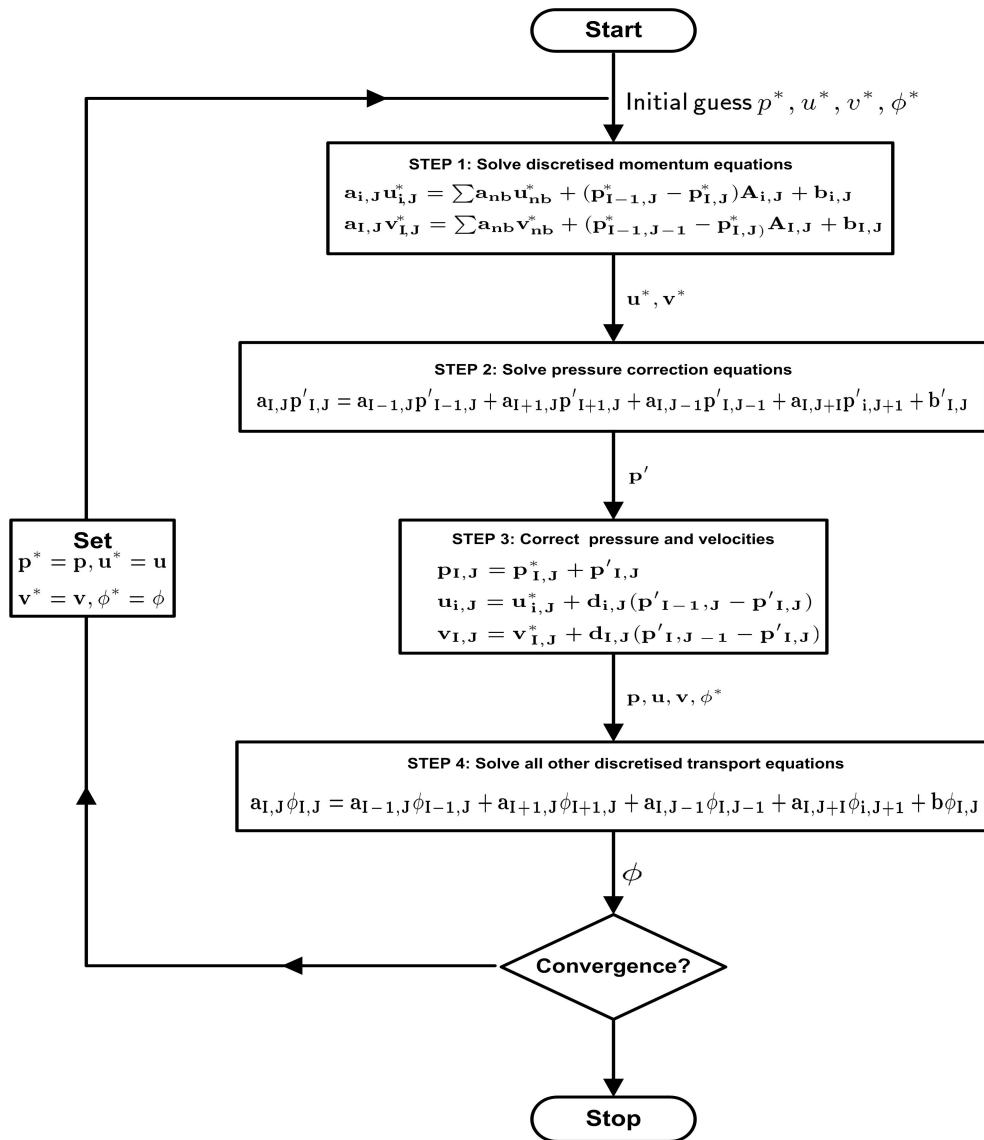 Start
Initial guess p*, u*, v*, ϕ*
STEP 1: Solve discretised momentum equations
a_{i,J}u*_{i,J} = ∑a_{nb}u*_{nb} + (p*_{I−1,J} − p*_{I,J})A_{i,J} + b_{i,J}
a_{I,J}v*_{I,J} = ∑a_{nb}v*_{nb} + (p*_{I−1,J−1} − p*_{I,J)}A_{I,J} + b_{I,J}
u*, v*
STEP 2: Solve pressure correction equations
a_{I,J}p'_{I,J} = a_{I−1,J}p'_{I−1,J} + a_{I+1,J}p'_{I+1,J} + a_{I,J−1}p'_{I,J−1} + a_{I,J+I}p'_{i,J+1} + b'_{I,J}
p'
STEP 3: Correct pressure and velocities
p_{I,J} = p*_{I,J} + p'_{I,J}
u_{i,J} = u*_{i,J} + d_{i,J}(p'_{I−1,J} − p'_{I,J})
v_{I,J} = v*_{I,J} + d_{I,J}(p'_{I,J −1} − p'_{I,J})
Set
p* = p, u* = u
v* = v, ϕ* = ϕ
p, u, v, ϕ*
STEP 4: Solve all other discretised transport equations
a_{I,J}ϕ_{I,J} = a_{I−1,J}ϕ_{I−1,J} + a_{I+1,J}ϕ_{I+1,J} + a_{I,J−1}ϕ_{I,J−1} + a_{I,J+I}ϕ_{i,J+1} + bϕ_{I,J}
ϕ
Convergence?
Stop